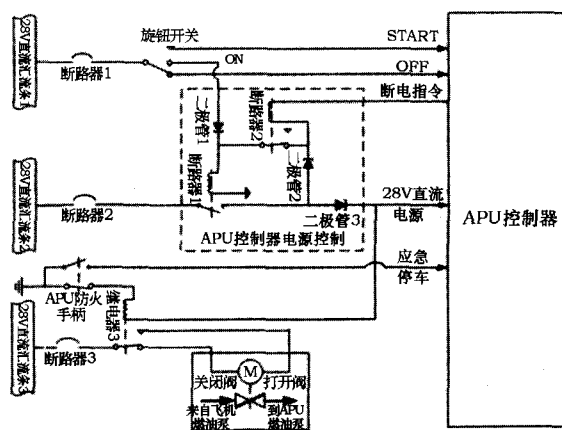 28V直流汇流条1
旋钮开关
START
ON
OFF
断路器1
断电指令
二极管1
断路器2
二极管2
断路器1
28V直流汇流条2
断路器2
二极管3
28V直流
电源
APU控制器电源控制
APU控制器
应急
停车
APU防火
手柄
继电器3
28V直流汇流条3
断路器3
关闭阀
M
打开阀
来自飞机
燃油泵
到APU
燃油泵